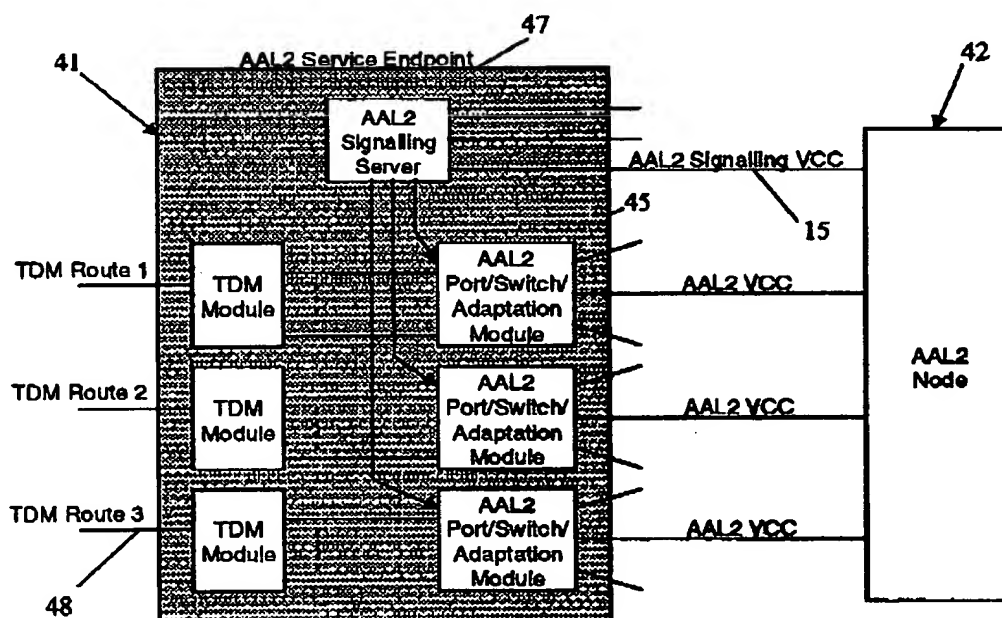 47
AAL2 Service Endpoint
41
42
AAL2
Signalling
Server
AAL2 Signalling VCC
45
15
TDM Route 1
TDM
Module
AAL2
Port/Switch/
Adaptation
Module
AAL2 VCC
AAL2
Node
TDM Route 2
TDM
Module
AAL2
Port/Switch/
Adaptation
Module
AAL2 VCC
TDM Route 3
TDM
Module
AAL2
Port/Switch/
Adaptation
Module
AAL2 VCC
48